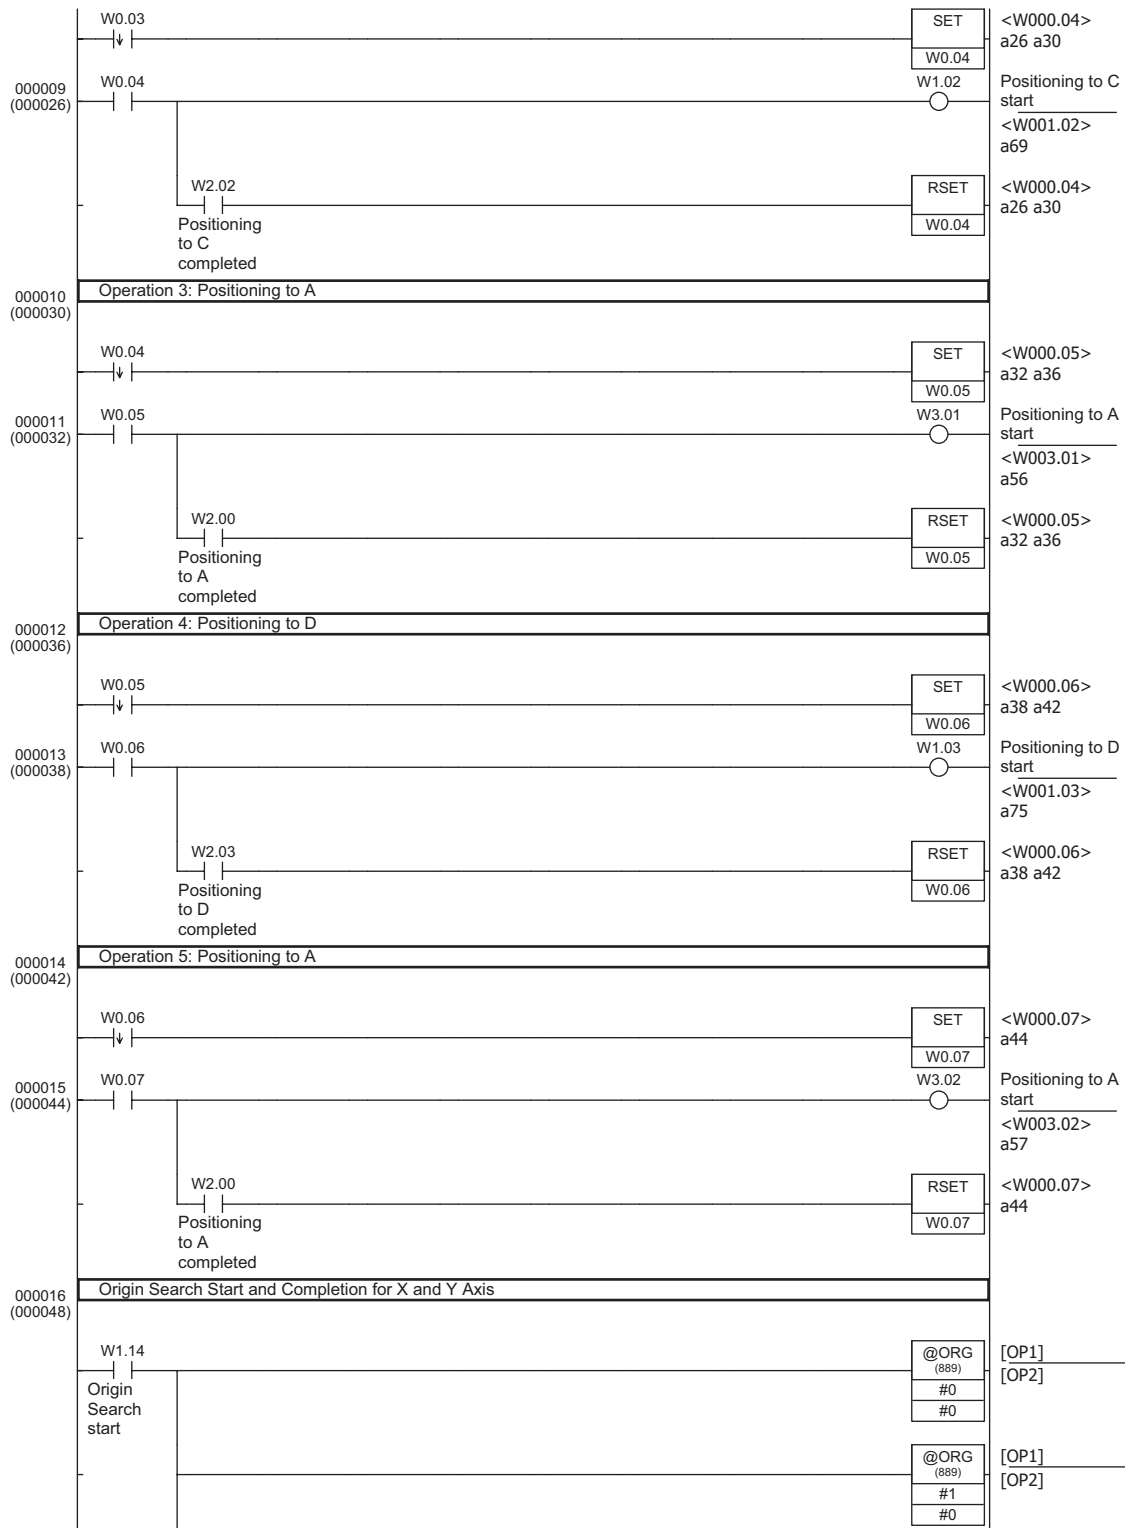 W0.03
SET
W0.04
<W000.04>
a26 a30
000009
(000026)
W0.04
W1.02
Positioning to C
start
<W001.02>
a69
W2.02
Positioning
to C
completed
RSET
W0.04
<W000.04>
a26 a30
000010
(000030)
Operation 3: Positioning to A
W0.04
SET
W0.05
<W000.05>
a32 a36
000011
(000032)
W0.05
W3.01
Positioning to A
start
<W003.01>
a56
W2.00
Positioning
to A
completed
RSET
W0.05
<W000.05>
a32 a36
000012
(000036)
Operation 4: Positioning to D
W0.05
SET
W0.06
<W000.06>
a38 a42
000013
(000038)
W0.06
W1.03
Positioning to D
start
<W001.03>
a75
W2.03
Positioning
to D
completed
RSET
W0.06
<W000.06>
a38 a42
000014
(000042)
Operation 5: Positioning to A
W0.06
SET
W0.07
<W000.07>
a44
000015
(000044)
W0.07
W3.02
Positioning to A
start
<W003.02>
a57
W2.00
Positioning
to A
completed
RSET
W0.07
<W000.07>
a44
000016
(000048)
Origin Search Start and Completion for X and Y Axis
W1.14
Origin
Search
start
@ORG
(889)
#0
#0
[OP1]
[OP2]
@ORG
(889)
#1
#0
[OP1]
[OP2]